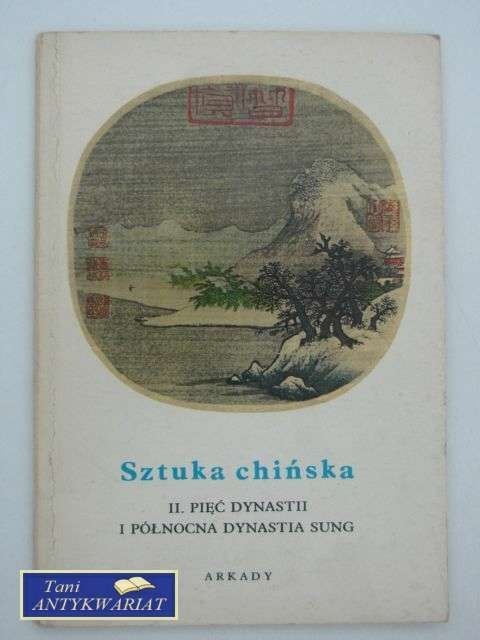 Sztuka chińska
II. PIĘĆ DYNASTII
I PÓŁNOCNA DYNASTIA SUNG
ARKADY
Tani
ANTYKWARIAT